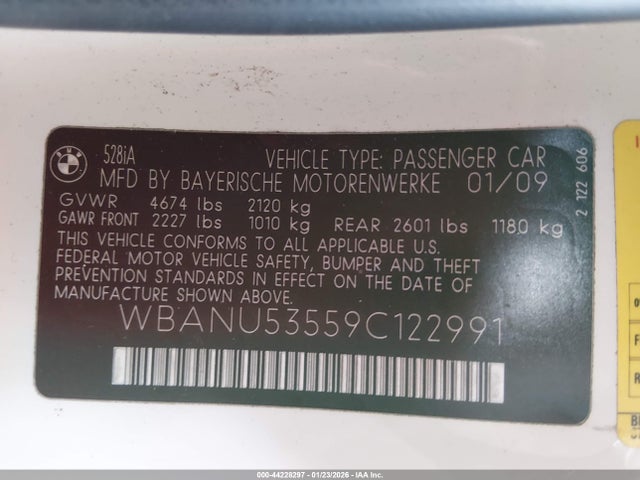 BMW
528iA VEHICLE TYPE: PASSENGER CAR
MFD BY BAYERISCHE MOTORENWERKE 01/09
GVWR 4674 lbs 2120 kg
GAWR FRONT 2227 lbs 1010 kg REAR 2601 lbs 1180 kg
THIS VEHICLE CONFORMS TO ALL APPLICABLE U.S.
FEDERAL MOTOR VEHICLE SAFETY, BUMPER AND THEFT
PREVENTION STANDARDS IN EFFECT ON THE DATE OF
MANUFACTURE SHOWN ABOVE.
WBANU53559C122991
2 122 606
000-44228297 - 01/23/2026 - IAA, Inc.